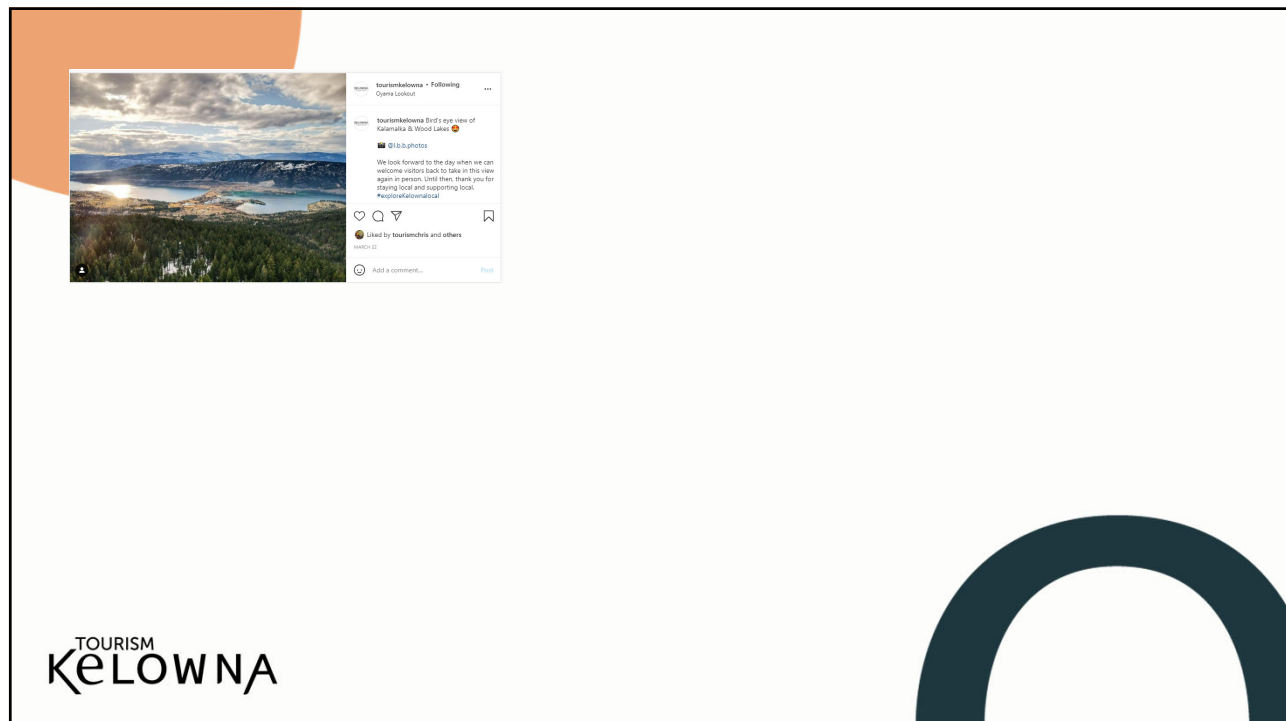 tourismkelowna • Following
Oyama Lookout
tourismkelowna Bird's eye view of
Kalamalka & Wood Lakes 😍
📷 @l.b.b.photos
We look forward to the day when we can
welcome visitors back to take in this view
again in person. Until then, thank you for
staying local and supporting local.
#exploreKelownalocal
Liked by tourismchris and others
MARCH 22
Add a comment...
Post
TOURISM
KeLOWNA